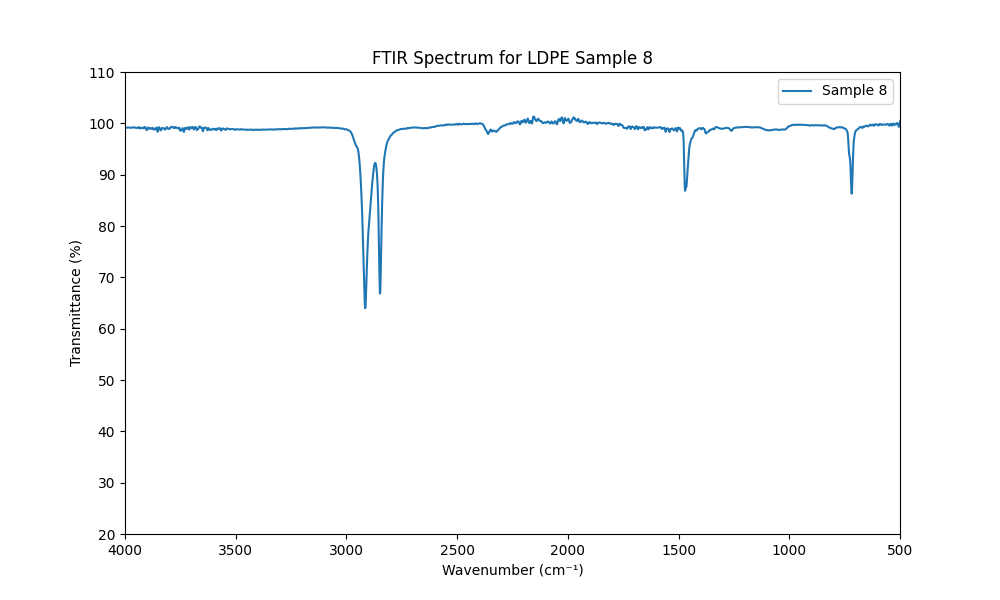 FTIR Spectrum for LDPE Sample 8
Sample 8
Transmittance (%)
110
100
90
80
70
60
50
40
30
20
4000 3500 3000 2500 2000 1500 1000 500
Wavenumber (cm⁻¹)